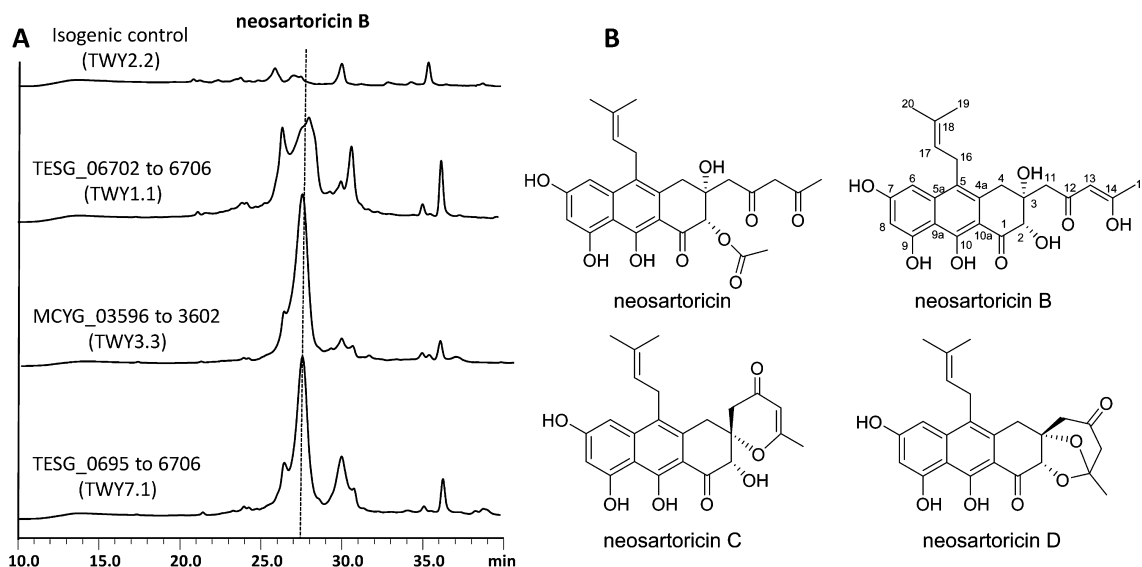 A
neosartoricin B
Isogenic control
(TWY2.2)
TESG_06702 to 6706
(TWY1.1)
MCYG_03596 to 3602
(TWY3.3)
TESG_0695 to 6706
(TWY7.1)
10.0 15.0 20.0 25.0 30.0 35.0 min
B
HO
OH
O
O
O
OH
OH
O
O
neosartoricin
20
19
18
17
16
HO
7
6
5a
5
4a
4
OH
3
11
12
13
14
1
8
9
9a
10
10a
1
2
O
OH
OH
OH
OH
O
neosartoricin B
HO
O
O
OH
OH
OH
O
neosartoricin C
HO
O
O
O
OH
OH
O
neosartoricin D